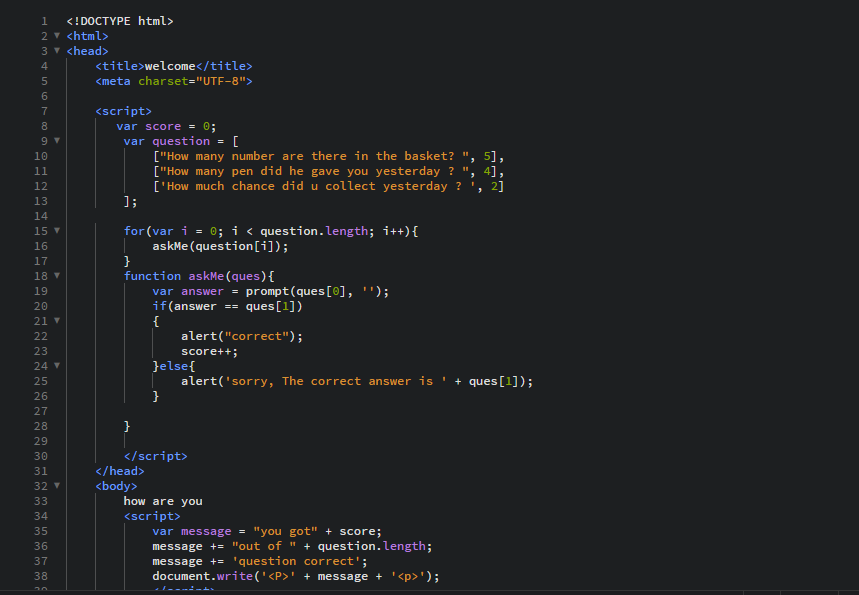 1 <!DOCTYPE html>
2 <html>
3 <head>
4 <title>welcome</title>
5 <meta charset="UTF-8">
6
7 <script>
8 var score = 0;
9 var question = [
10 ["How many number are there in the basket? ", 5],
11 ["How many pen did he gave you yesterday ? ", 4],
12 ['How much chance did u collect yesterday ? ', 2]
13 ];
14
15 for(var i = 0; i < question.length; i++){
16 askMe(question[i]);
17 }
18 function askMe(ques){
19 var answer = prompt(ques[0], '');
20 if(answer == ques[1])
21 {
22 alert("correct");
23 score++;
24 }else{
25 alert('sorry, The correct answer is ' + ques[1]);
26 }
27
28 }
29
30 </script>
31 </head>
32 <body>
33 how are you
34 <script>
35 var message = "you got" + score;
36 message += "out of " + question.length;
37 message += 'question correct';
38 document.write('<P>' + message + '<p>');